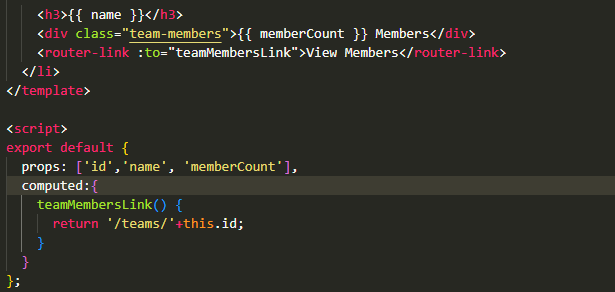 <h3>{{ name }}</h3>
<div class="team-members">{{ memberCount }} Members</div>
<router-link :to="teamMembersLink">View Members</router-link>
</li>
</template>
<script>
export default {
props: ['id','name', 'memberCount'],
computed:{
teamMembersLink() {
return '/teams/'+this.id;
}
}
};